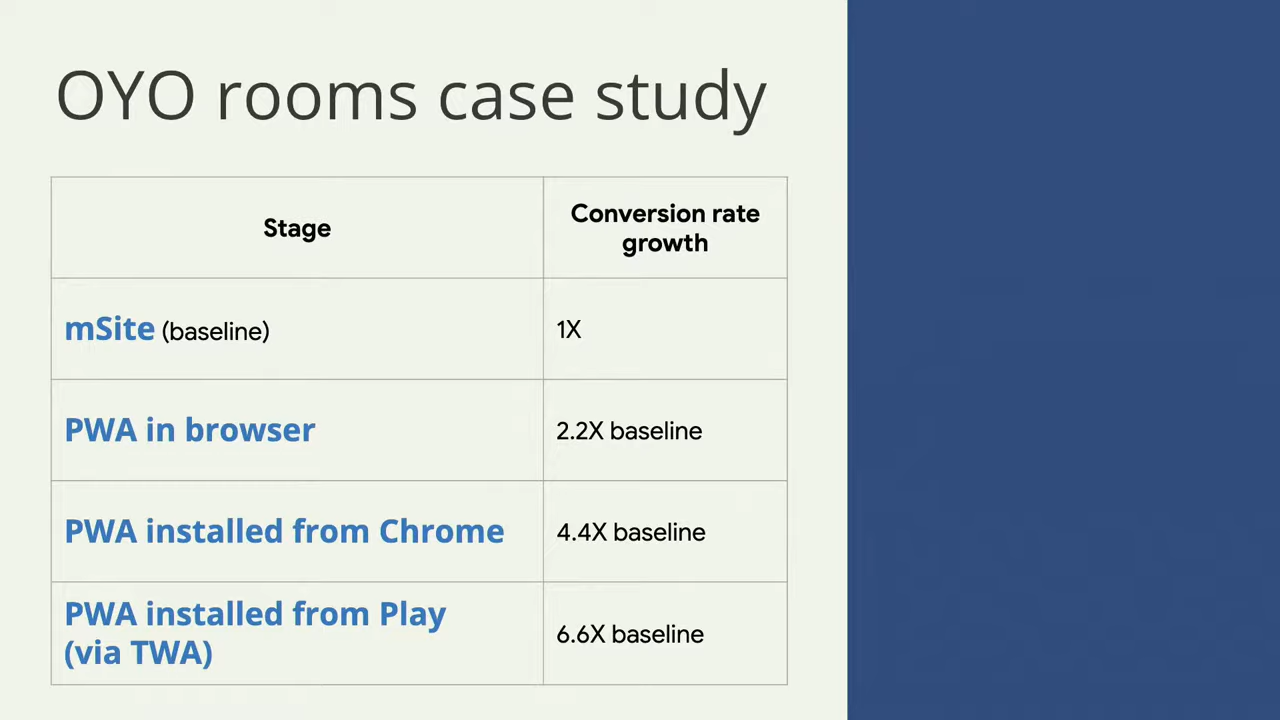 OYO rooms case study
Stage
Conversion rate
growth
mSite (baseline)
1X
PWA in browser
2.2X baseline
PWA installed from Chrome
4.4X baseline
PWA installed from Play
(via TWA)
6.6X baseline